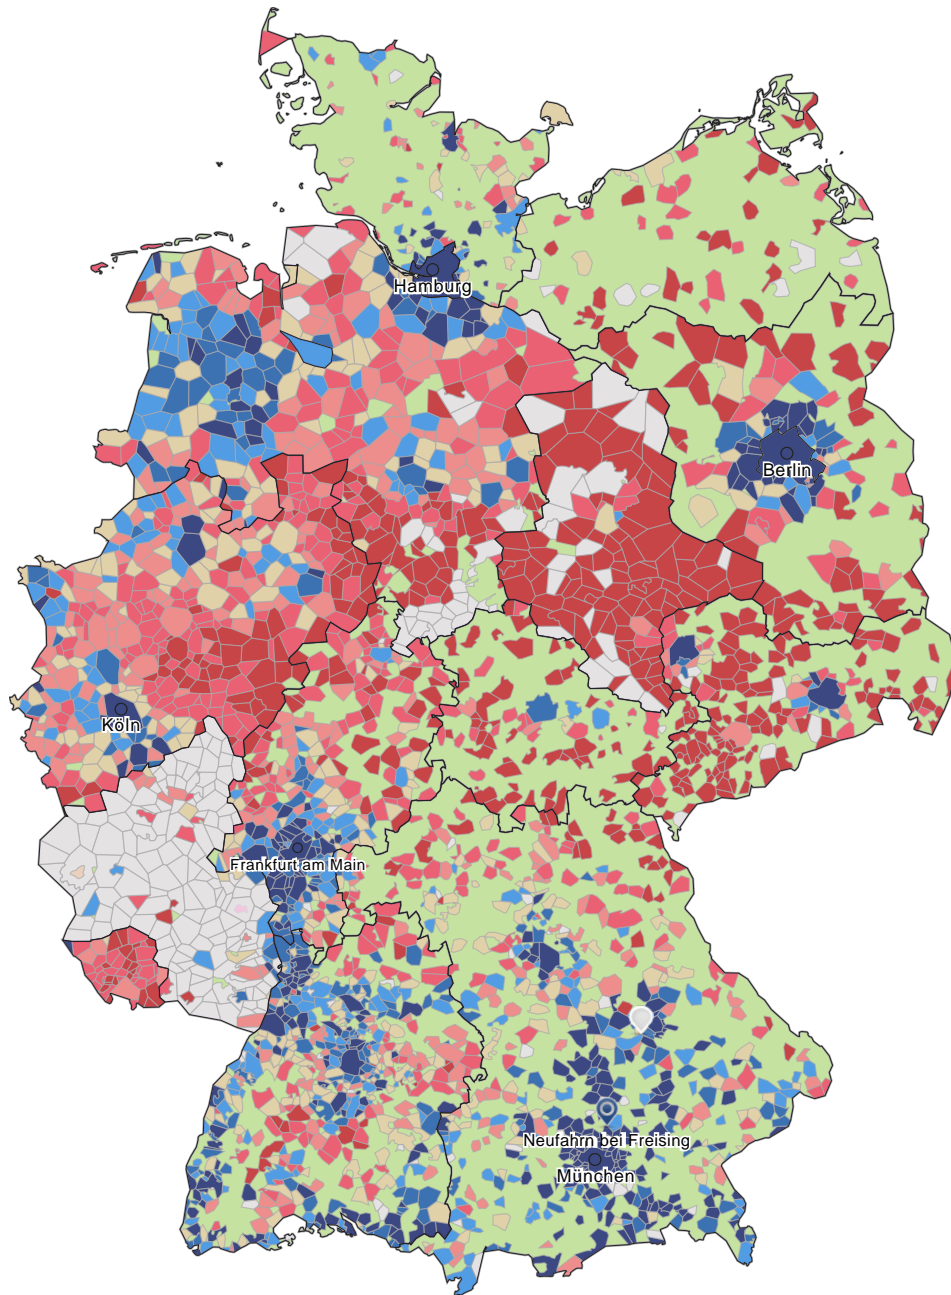 Hamburg
Berlin
Köln
Frankfurt am Main
Neufahrn bei Freising
München